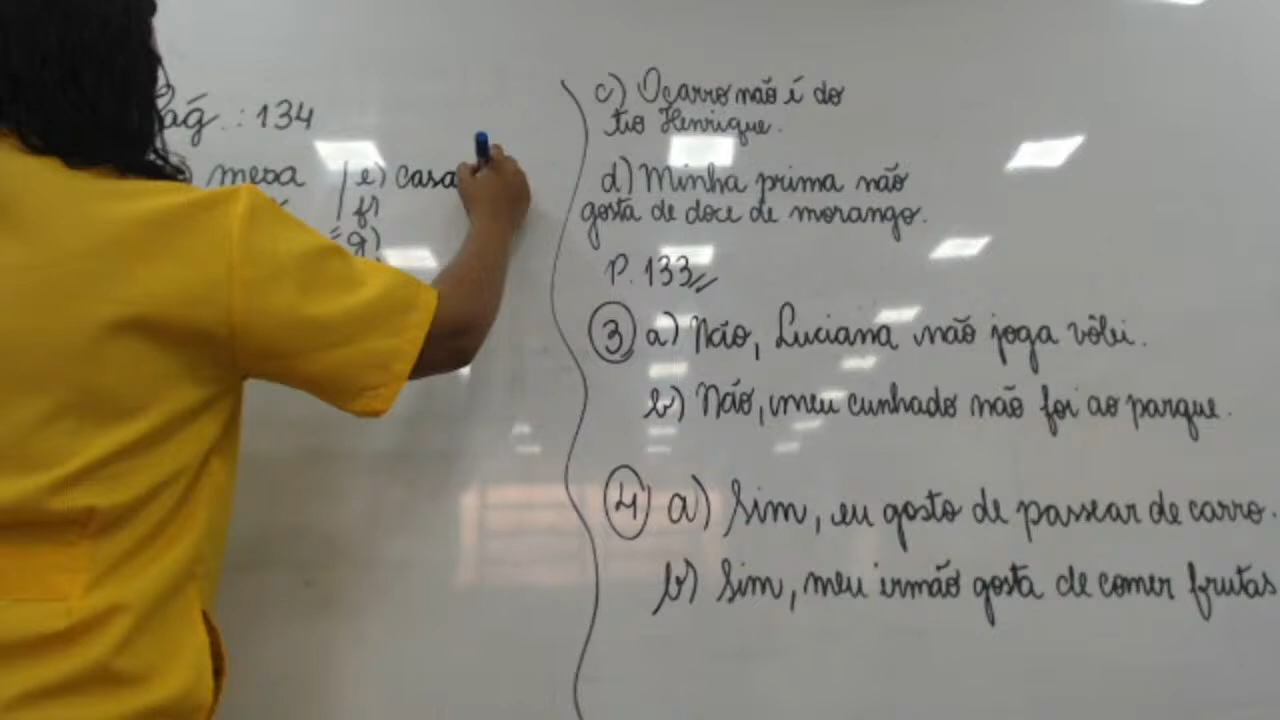 Pág.: 134
mesa / e) casa
f)
g)
c) O carro não é do
tio Henrique.
d) Minha prima não
gosta de doce de morango.
P. 133//
3 a) Não, Luciana não joga vôlei.
b) Não, meu cunhado não foi ao parque.
4 a) Sim, eu gosto de passear de carro.
b) Sim, meu irmão gosta de comer frutas